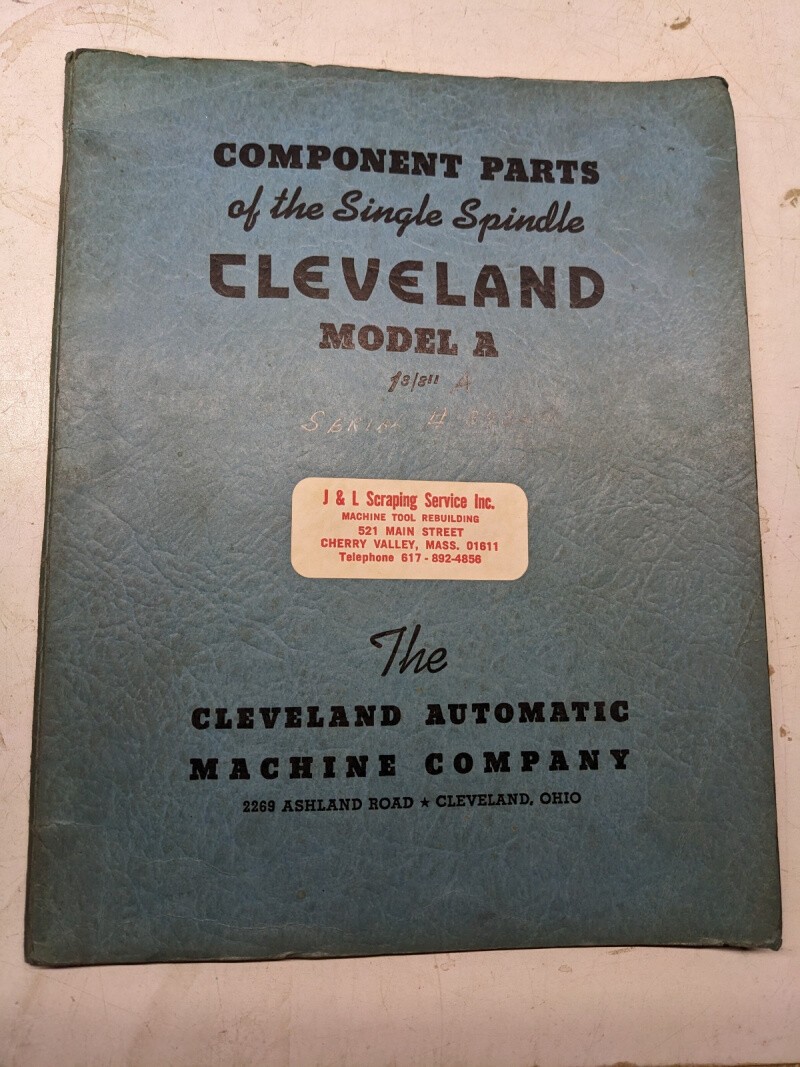 COMPONENT PARTS
of the Single Spindle
CLEVELAND
MODEL A
A
SERIAL #
J & L Scraping Service Inc.
MACHINE TOOL REBUILDING
521 MAIN STREET
CHERRY VALLEY, MASS. 01611
Telephone 617-892-4856
The
CLEVELAND AUTOMATIC
MACHINE COMPANY
2269 ASHLAND ROAD ★ CLEVELAND, OHIO